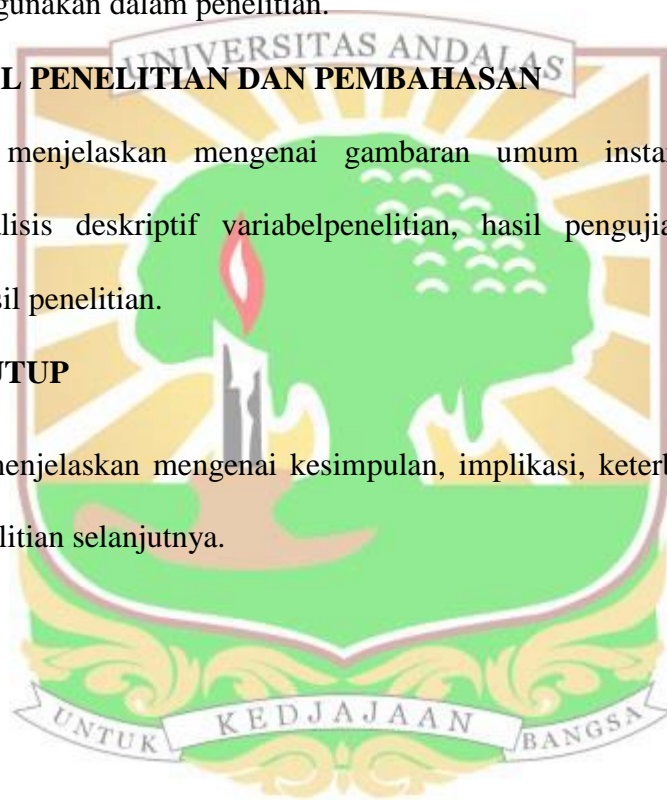 gunakan dalam penelitian.
UNIVERSITAS ANDALAS
L PENELITIAN DAN PEMBAHASAN
menjelaskan mengenai gambaran umum insta
lisis deskriptif variabelpenelitian, hasil penguji
sil penelitian.
UTUP
menjelaskan mengenai kesimpulan, implikasi, keterb
litian selanjutnya.
UNTUK KEDJAJAAN BANGSA